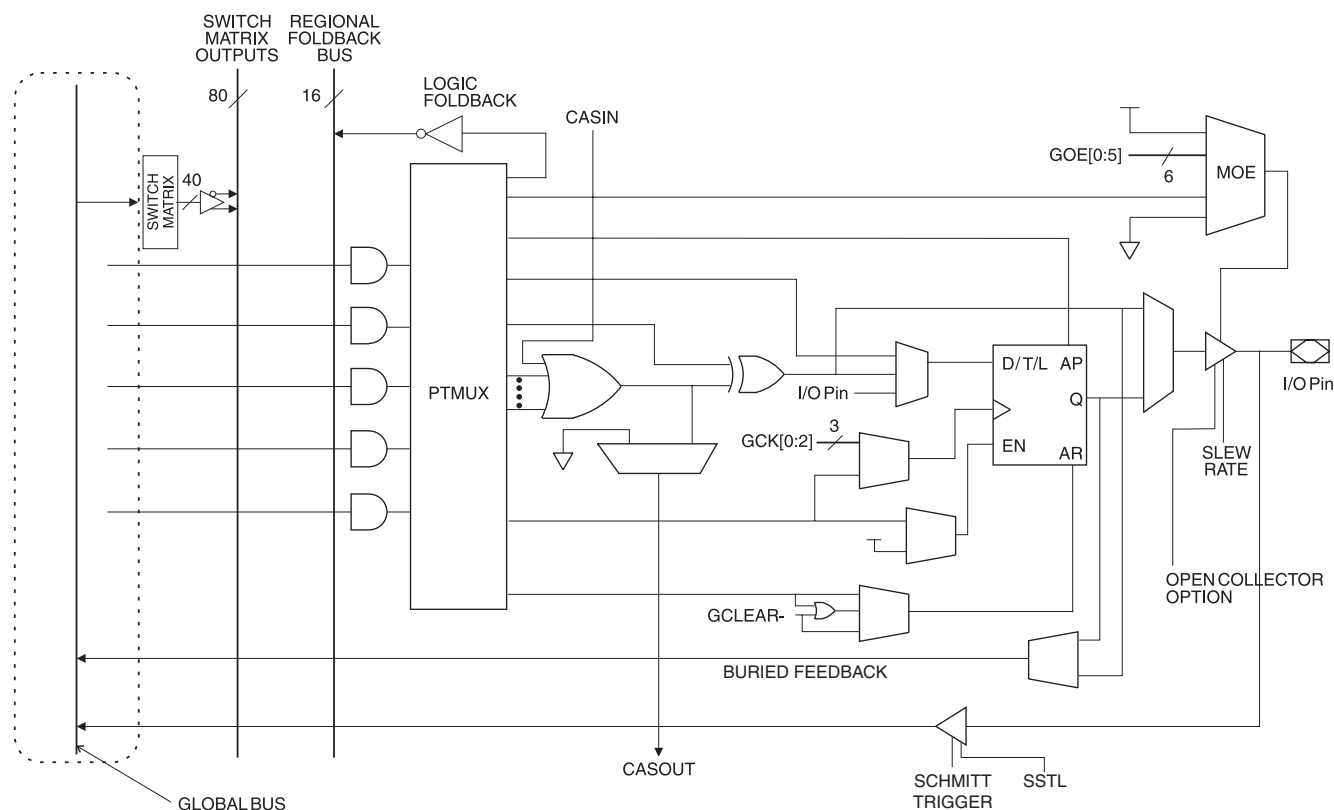 SWITCH
MATRIX
OUTPUTS
REGIONAL
FOLDBACK
BUS
80
16
LOGIC
FOLDBACK
CASIN
GOE[0:5]
6
MOE
SWITCH
MATRIX
40
PTMUX
I/O Pin
D/T/L AP
Q
EN
AR
I/O Pin
GCK[0:2]
3
SLEW
RATE
OPEN COLLECTOR
OPTION
GCLEAR-
BURIED FEEDBACK
CASOUT
SCHMITT
TRIGGER
SSTL
GLOBAL BUS